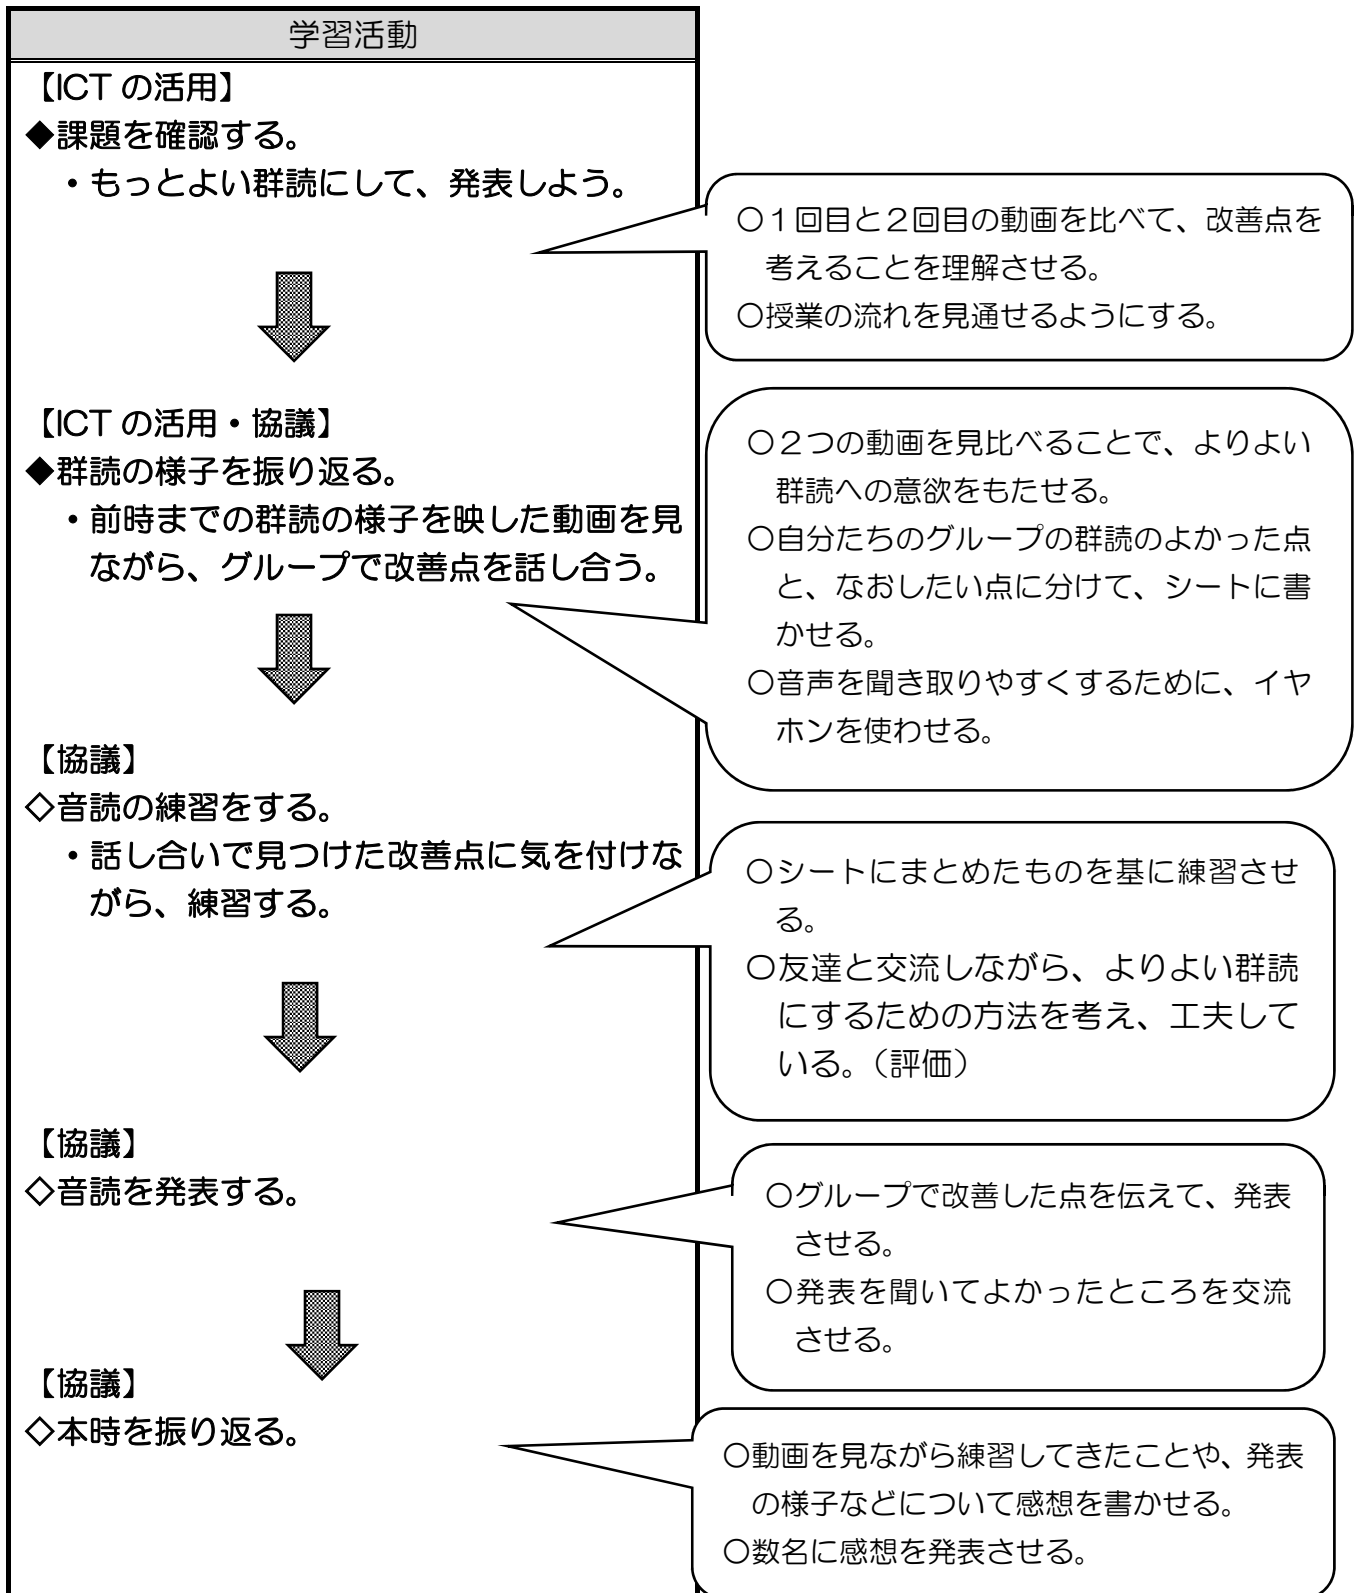 学習活動
【ICT の活用】
◆課題を確認する。
・もっとよい群読にして、発表しよう。
〇１回目と２回目の動画を比べて、改善点を
考えることを理解させる。
〇授業の流れを見通せるようにする。
【ICT の活用・協議】
◆群読の様子を振り返る。
・前時までの群読の様子を映した動画を見
ながら、グループで改善点を話し合う。
〇２つの動画を見比べることで、よりよい
群読への意欲をもたせる。
〇自分たちのグループの群読のよかった点
と、なおしたい点に分けて、シートに書
かせる。
〇音声を聞き取りやすくするために、イヤ
ホンを使わせる。
【協議】
◇音読の練習をする。
・話し合いで見つけた改善点に気を付けな
がら、練習する。
〇シートにまとめたものを基に練習させ
る。
〇友達と交流しながら、よりよい群読
にするための方法を考え、工夫して
いる。（評価）
【協議】
◇音読を発表する。
〇グループで改善した点を伝えて、発表
させる。
〇発表を聞いてよかったところを交流
させる。
【協議】
◇本時を振り返る。
〇動画を見ながら練習してきたことや、発表
の様子などについて感想を書かせる。
〇数名に感想を発表させる。